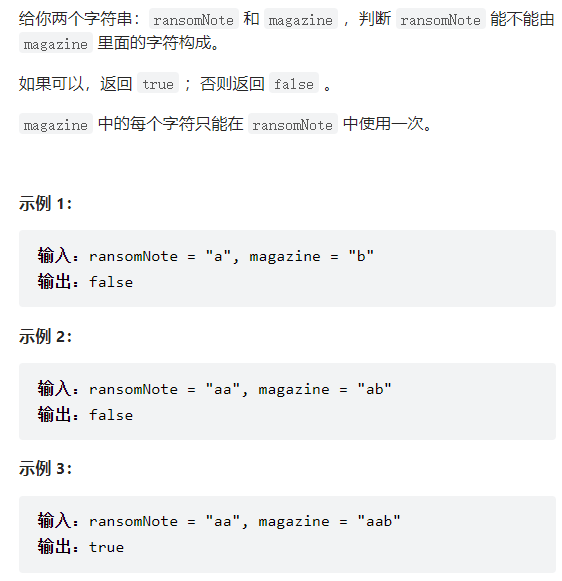 给你两个字符串：ransomNote 和 magazine ，判断 ransomNote 能不能由
magazine 里面的字符构成。
如果可以，返回 true ；否则返回 false 。
magazine 中的每个字符只能在 ransomNote 中使用一次。
示例 1：
输入：ransomNote = "a", magazine = "b"
输出：false
示例 2：
输入：ransomNote = "aa", magazine = "ab"
输出：false
示例 3：
输入：ransomNote = "aa", magazine = "aab"
输出：true